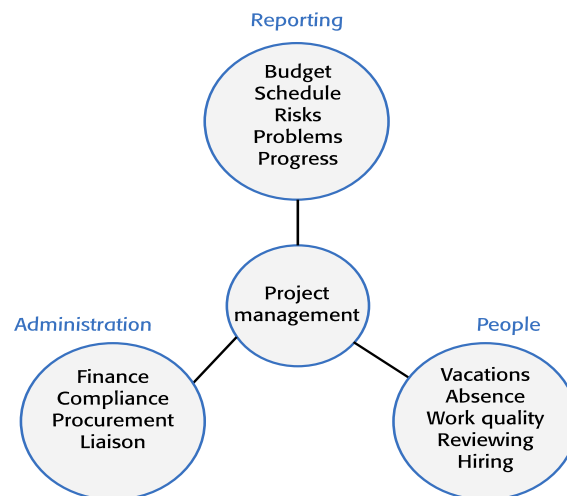 Reporting
Budget
Schedule
Risks
Problems
Progress
Project
management
Administration
Finance
Compliance
Procurement
Liaison
People
Vacations
Absence
Work quality
Reviewing
Hiring